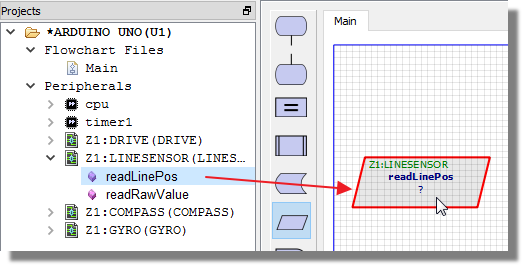 Projects
*ARDUINO UNO(U1)
Flowchart Files
Main
Peripherals
cpu
timer1
Z1:DRIVE(DRIVE)
Z1:LINESENSOR(LINES...
readLinePos
readRawValue
Z1:COMPASS(COMPASS)
Z1:GYRO(GYRO)
Main
Z1:LINESENSOR
readLinePos
?